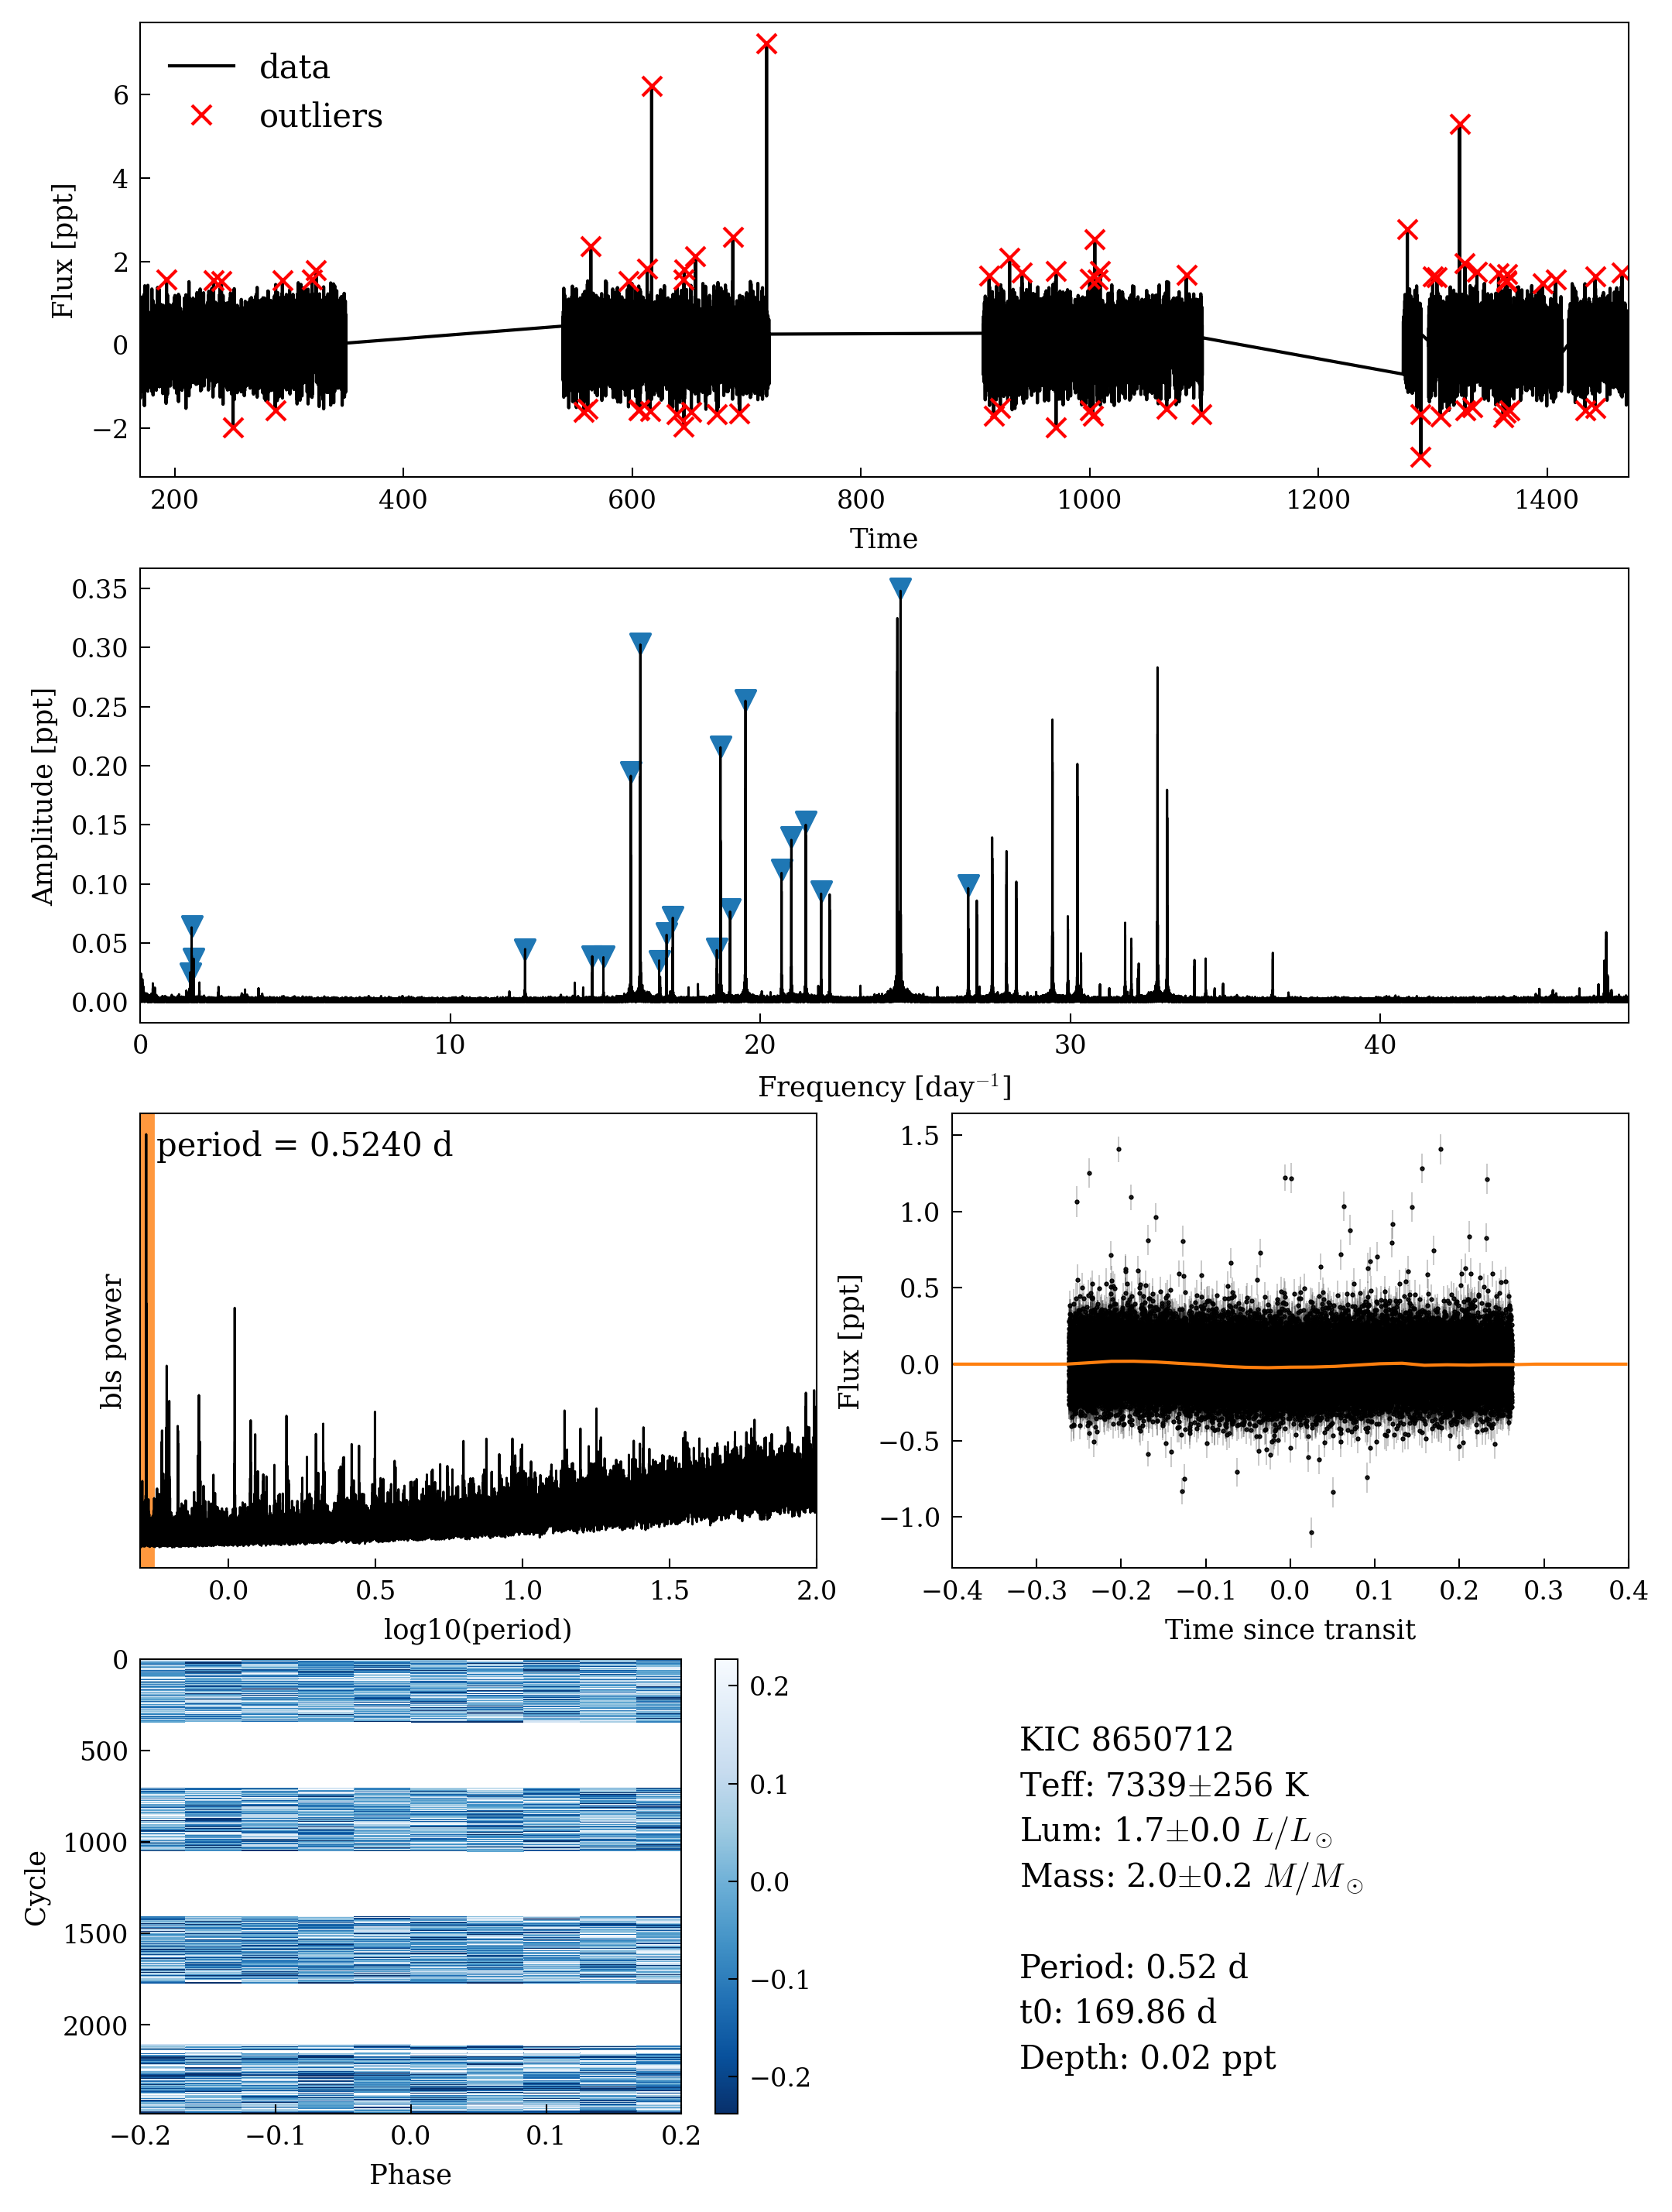 data
outliers
6
4
2
0
−2
Flux [ppt]
200 400 600 800 1000 1200 1400
Time
0.35
0.30
0.25
0.20
0.15
0.10
0.05
0.00
Amplitude [ppt]
0 10 20 30 40
Frequency [day⁻¹]
period = 0.5240 d
bls power
0.0 0.5 1.0 1.5 2.0
log10(period)
1.5
1.0
0.5
0.0
−0.5
−1.0
Flux [ppt]
−0.4 −0.3 −0.2 −0.1 0.0 0.1 0.2 0.3 0.4
Time since transit
0
500
1000
1500
2000
Cycle
−0.2 −0.1 0.0 0.1 0.2
Phase
0.2
0.1
0.0
−0.1
−0.2
KIC 8650712
Teff: 7339±256 K
Lum: 1.7±0.0 L/L☉
Mass: 2.0±0.2 M/M☉
Period: 0.52 d
t0: 169.86 d
Depth: 0.02 ppt